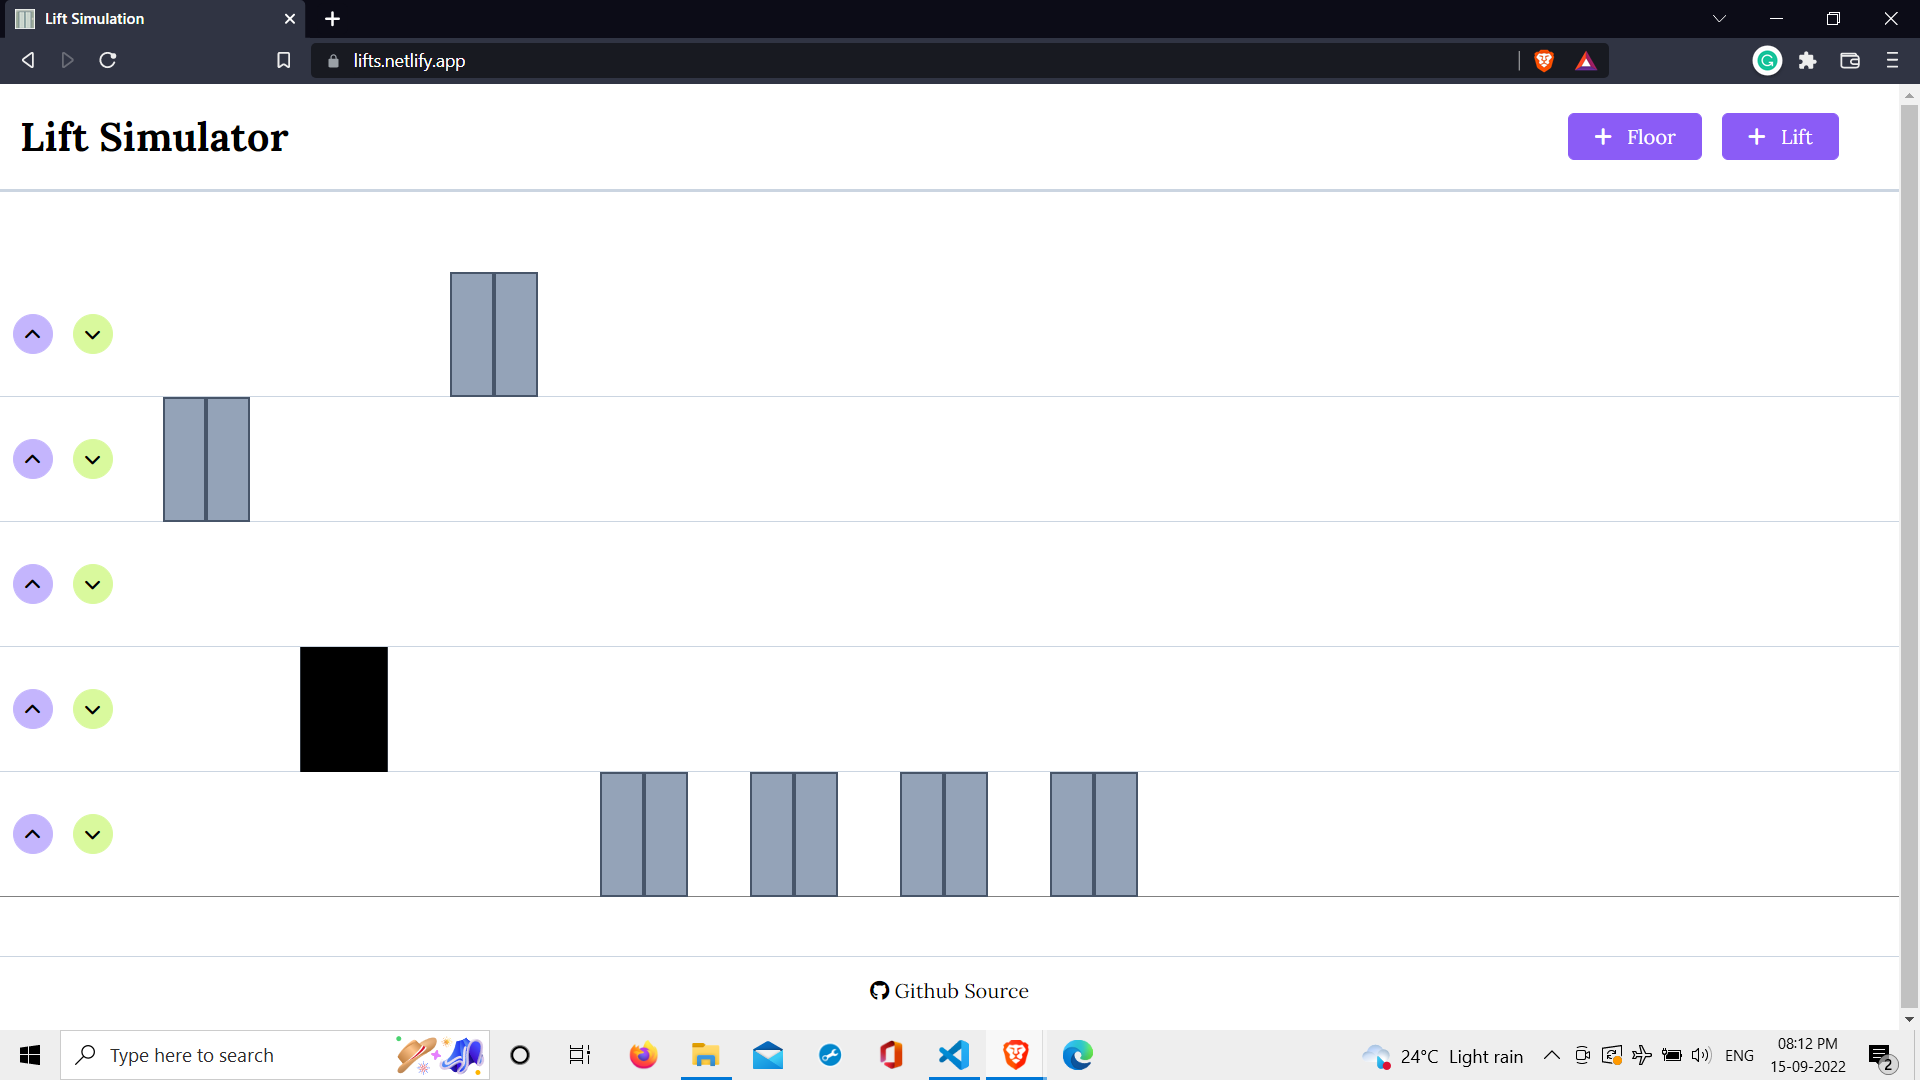 Lift Simulation
lifts.netlify.app
Lift Simulator
Floor
Lift
Github Source
Type here to search
24°C Light rain
ENG
08:12 PM
15-09-2022
2